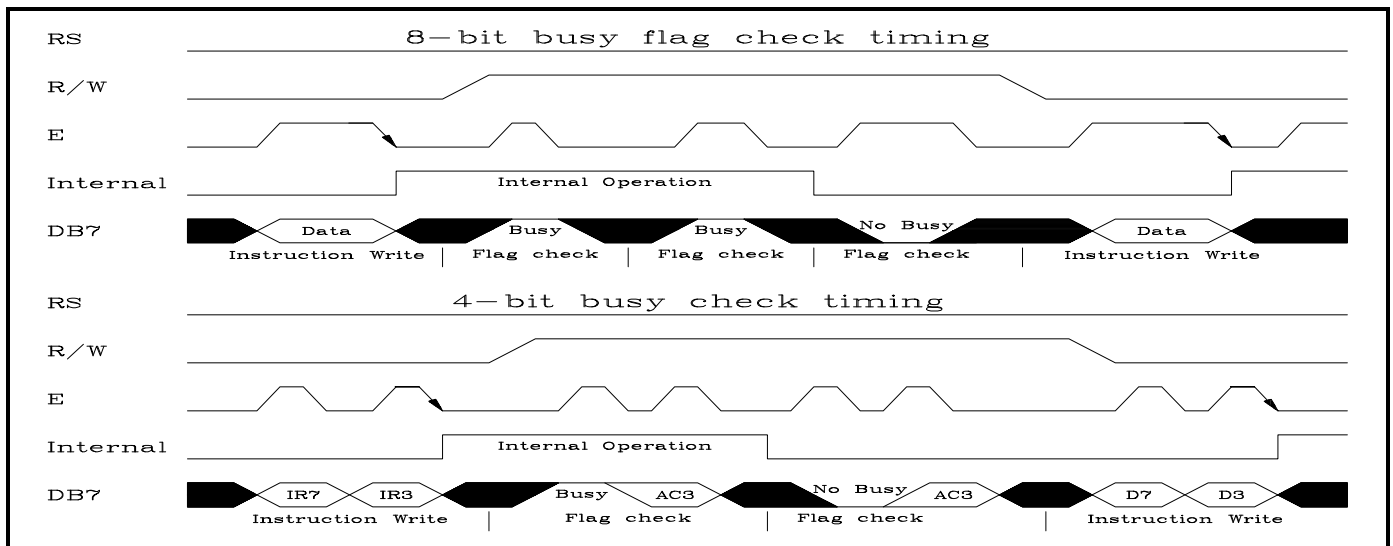 8-bit busy flag check timing
RS
R/W
E
Internal
Internal Operation
DB7
Data
Busy
Busy
No Busy
Data
Instruction Write
Flag check
Flag check
Flag check
Instruction Write
4-bit busy check timing
RS
R/W
E
Internal
Internal Operation
DB7
IR7
IR3
Busy
AC3
No Busy
AC3
D7
D3
Instruction Write
Flag check
Flag check
Instruction Write